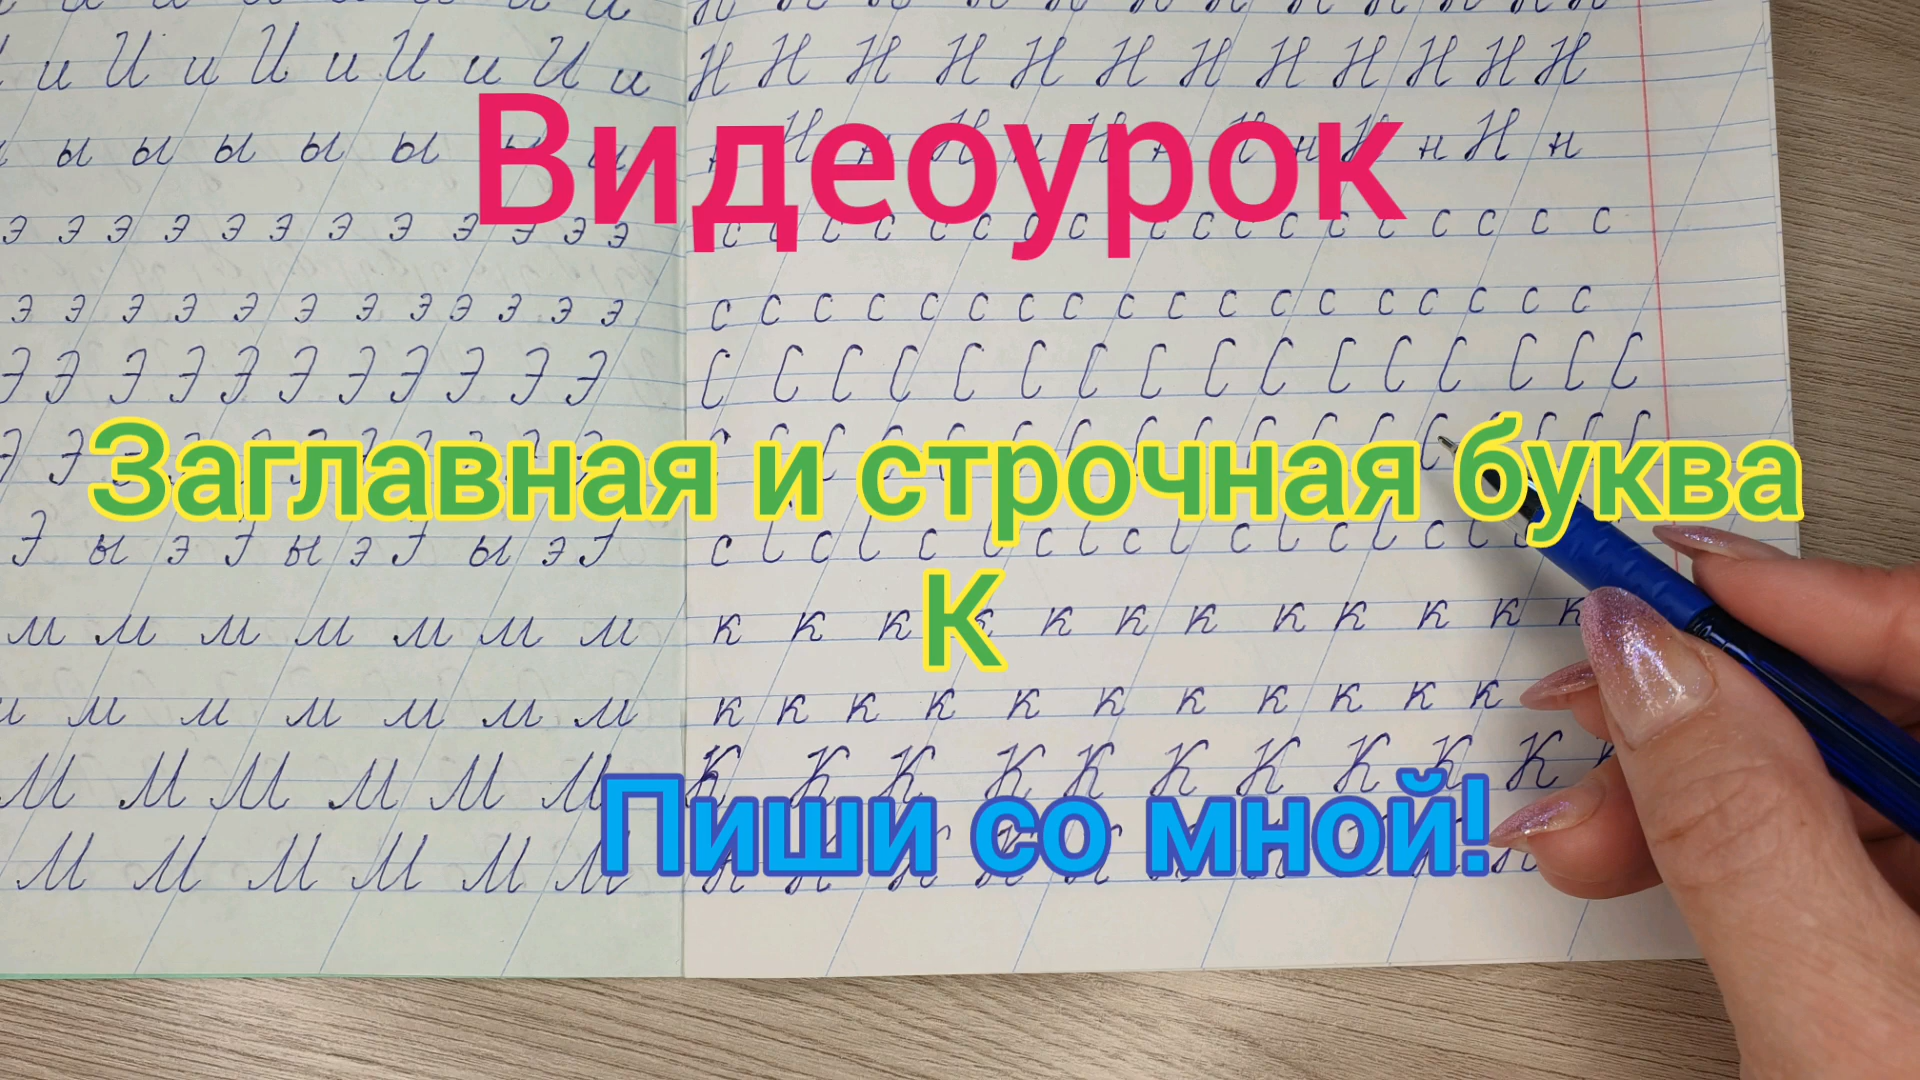 и И и И и И и И и
Н Н Н Н Н Н Н Н Н Н Н Н
ы ы ы ы ы
Н Н Н Н Н н Н н
Видеоурок
э э э э э э э э э э э э
с с с с с с с с с с с с с с с
э э э э э э э э э э э э
с с с с с с с с с с с с с с с с с
Э Э Э Э Э Э Э Э Э Э Э
С С С С С С С С С С С С С С С
Заглавная и строчная буква
К
Э ы э Э ы э Э ы э Э
с С с С с С с С с С с С с С с С с
м м м м м м м
к к к к к к к к к к к
м м м м м м
к к к к к к к к к к
М М М М М М
К К К К К К К К К К
Пиши со мной!
М М М М М М